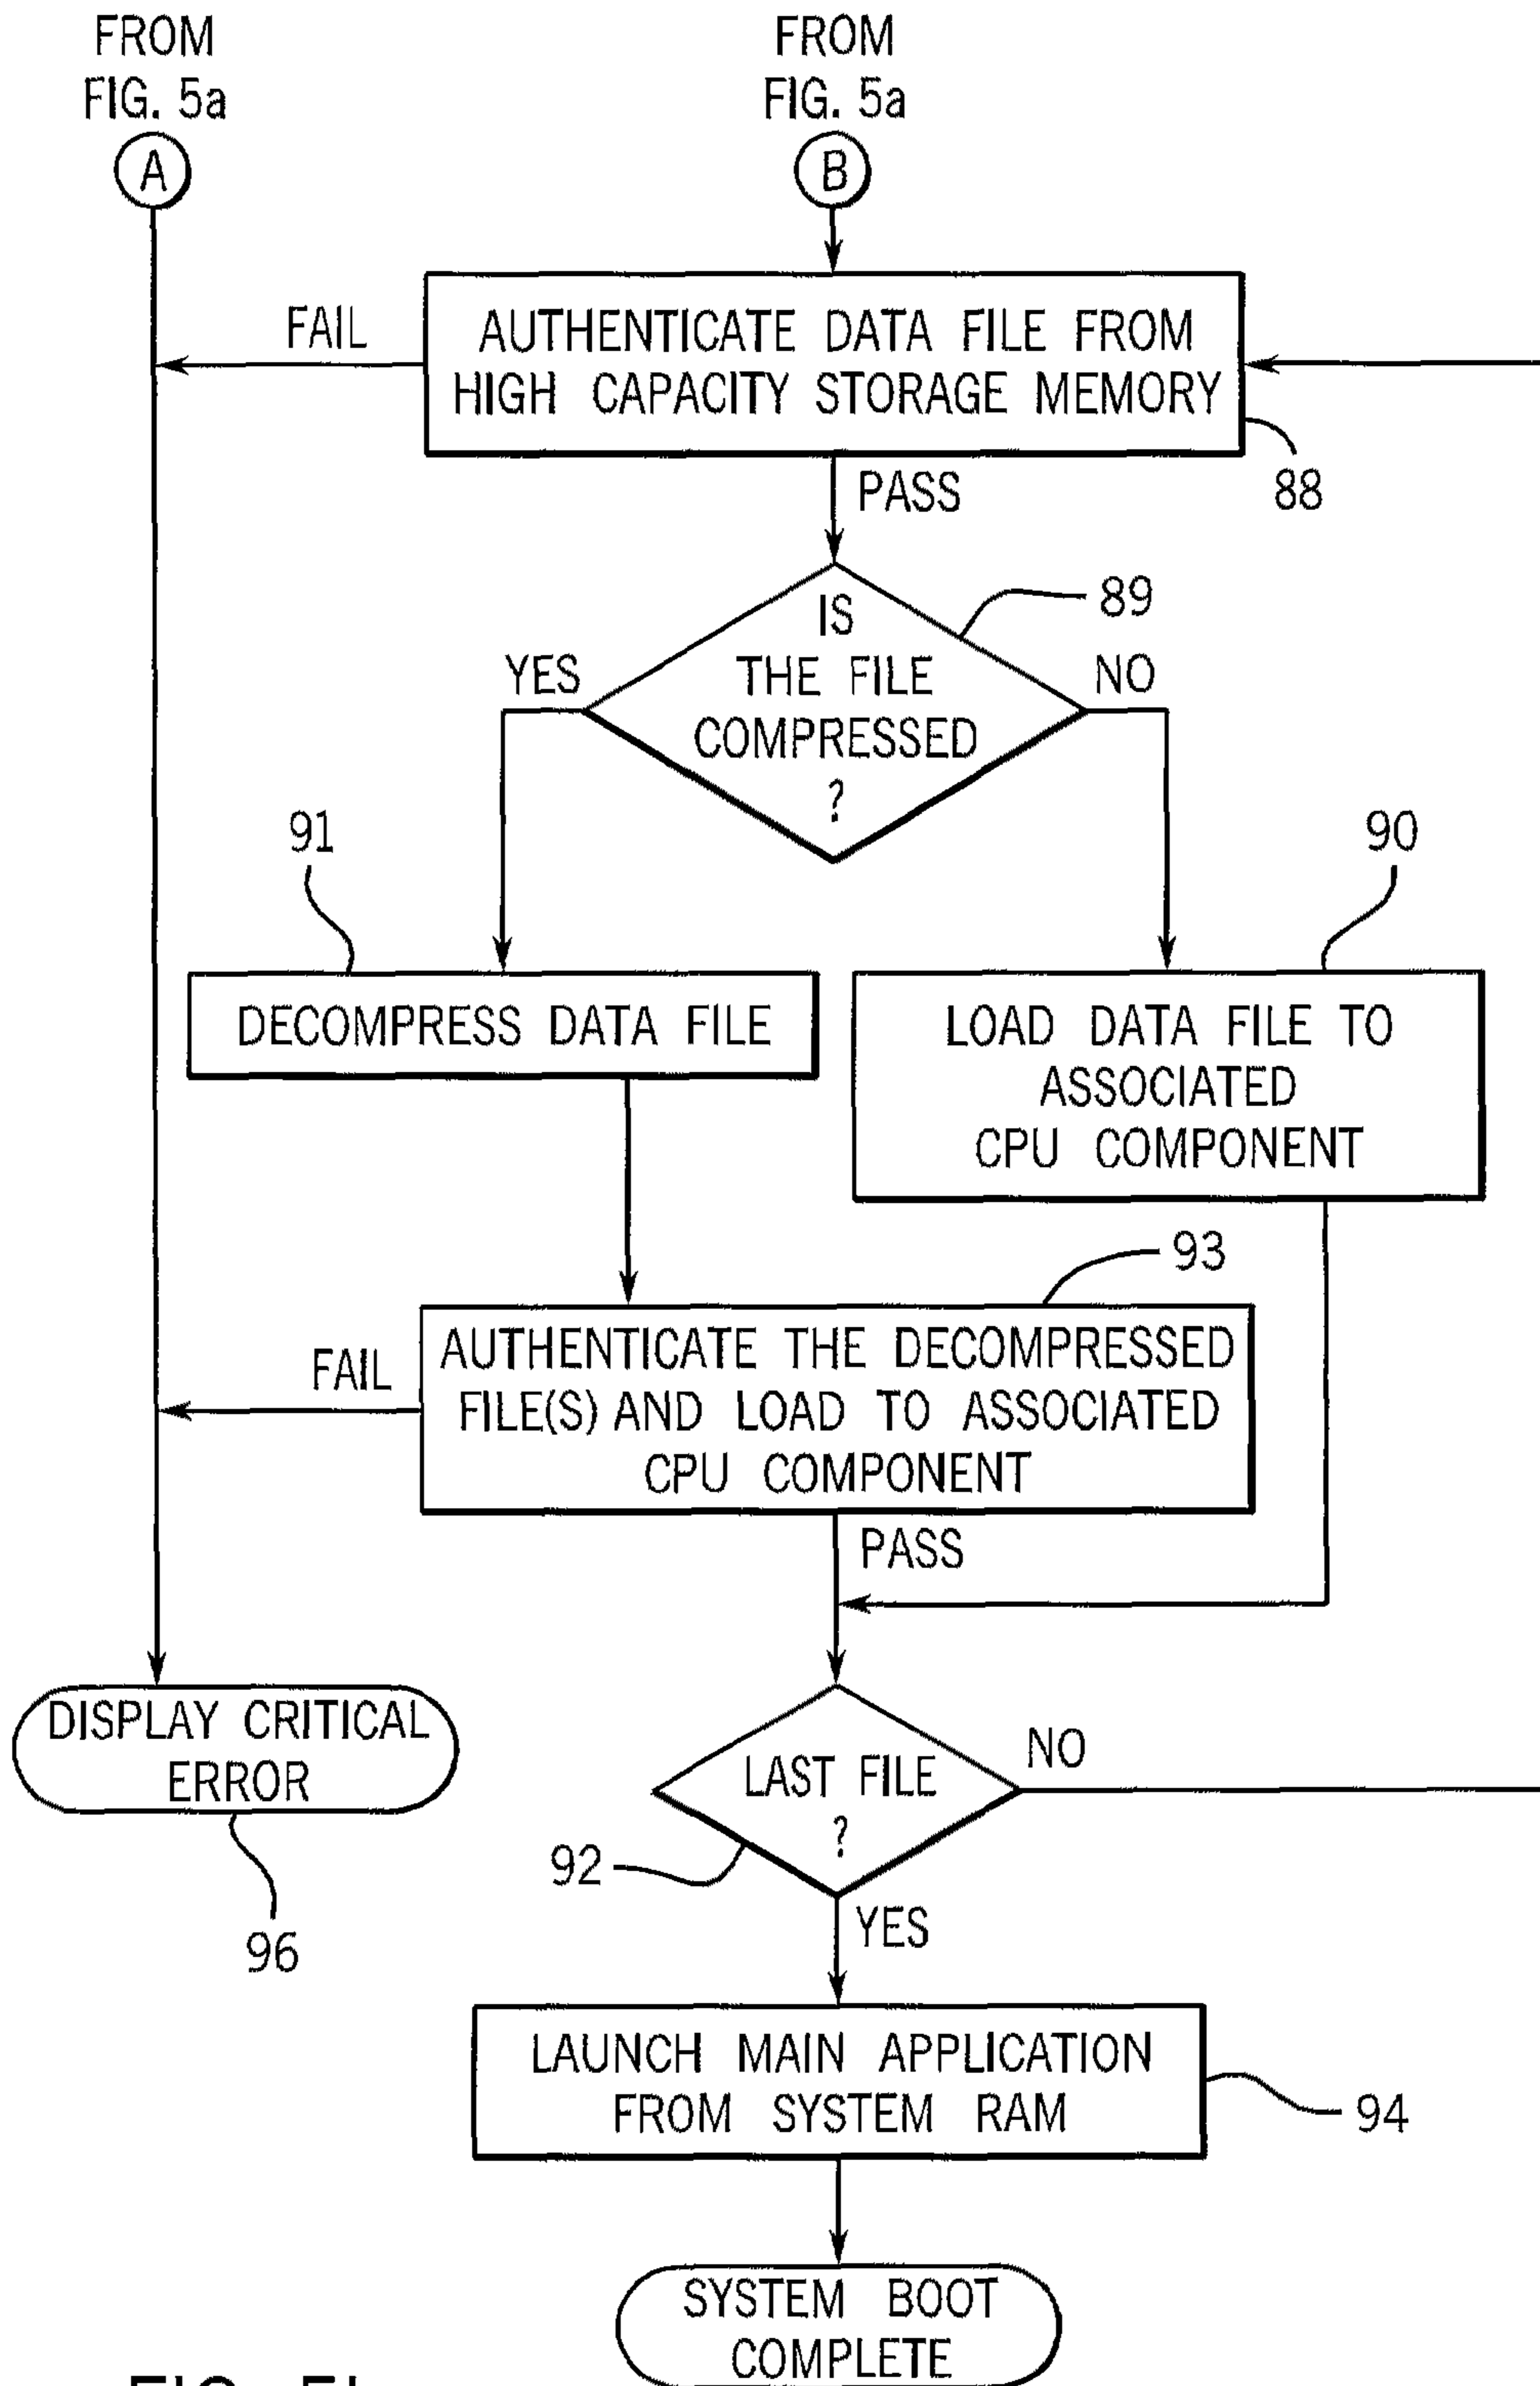 FROM
FIG. 5a
A
FROM
FIG. 5a
B
AUTHENTICATE DATA FILE FROM
HIGH CAPACITY STORAGE MEMORY
FAIL
88
PASS
IS
THE FILE
COMPRESSED
?
89
YES
NO
91
90
DECOMPRESS DATA FILE
LOAD DATA FILE TO
ASSOCIATED
CPU COMPONENT
93
AUTHENTICATE THE DECOMPRESSED
FILE(S) AND LOAD TO ASSOCIATED
CPU COMPONENT
FAIL
PASS
DISPLAY CRITICAL
ERROR
96
LAST FILE
?
NO
92
YES
LAUNCH MAIN APPLICATION
FROM SYSTEM RAM
94
SYSTEM BOOT
COMPLETE